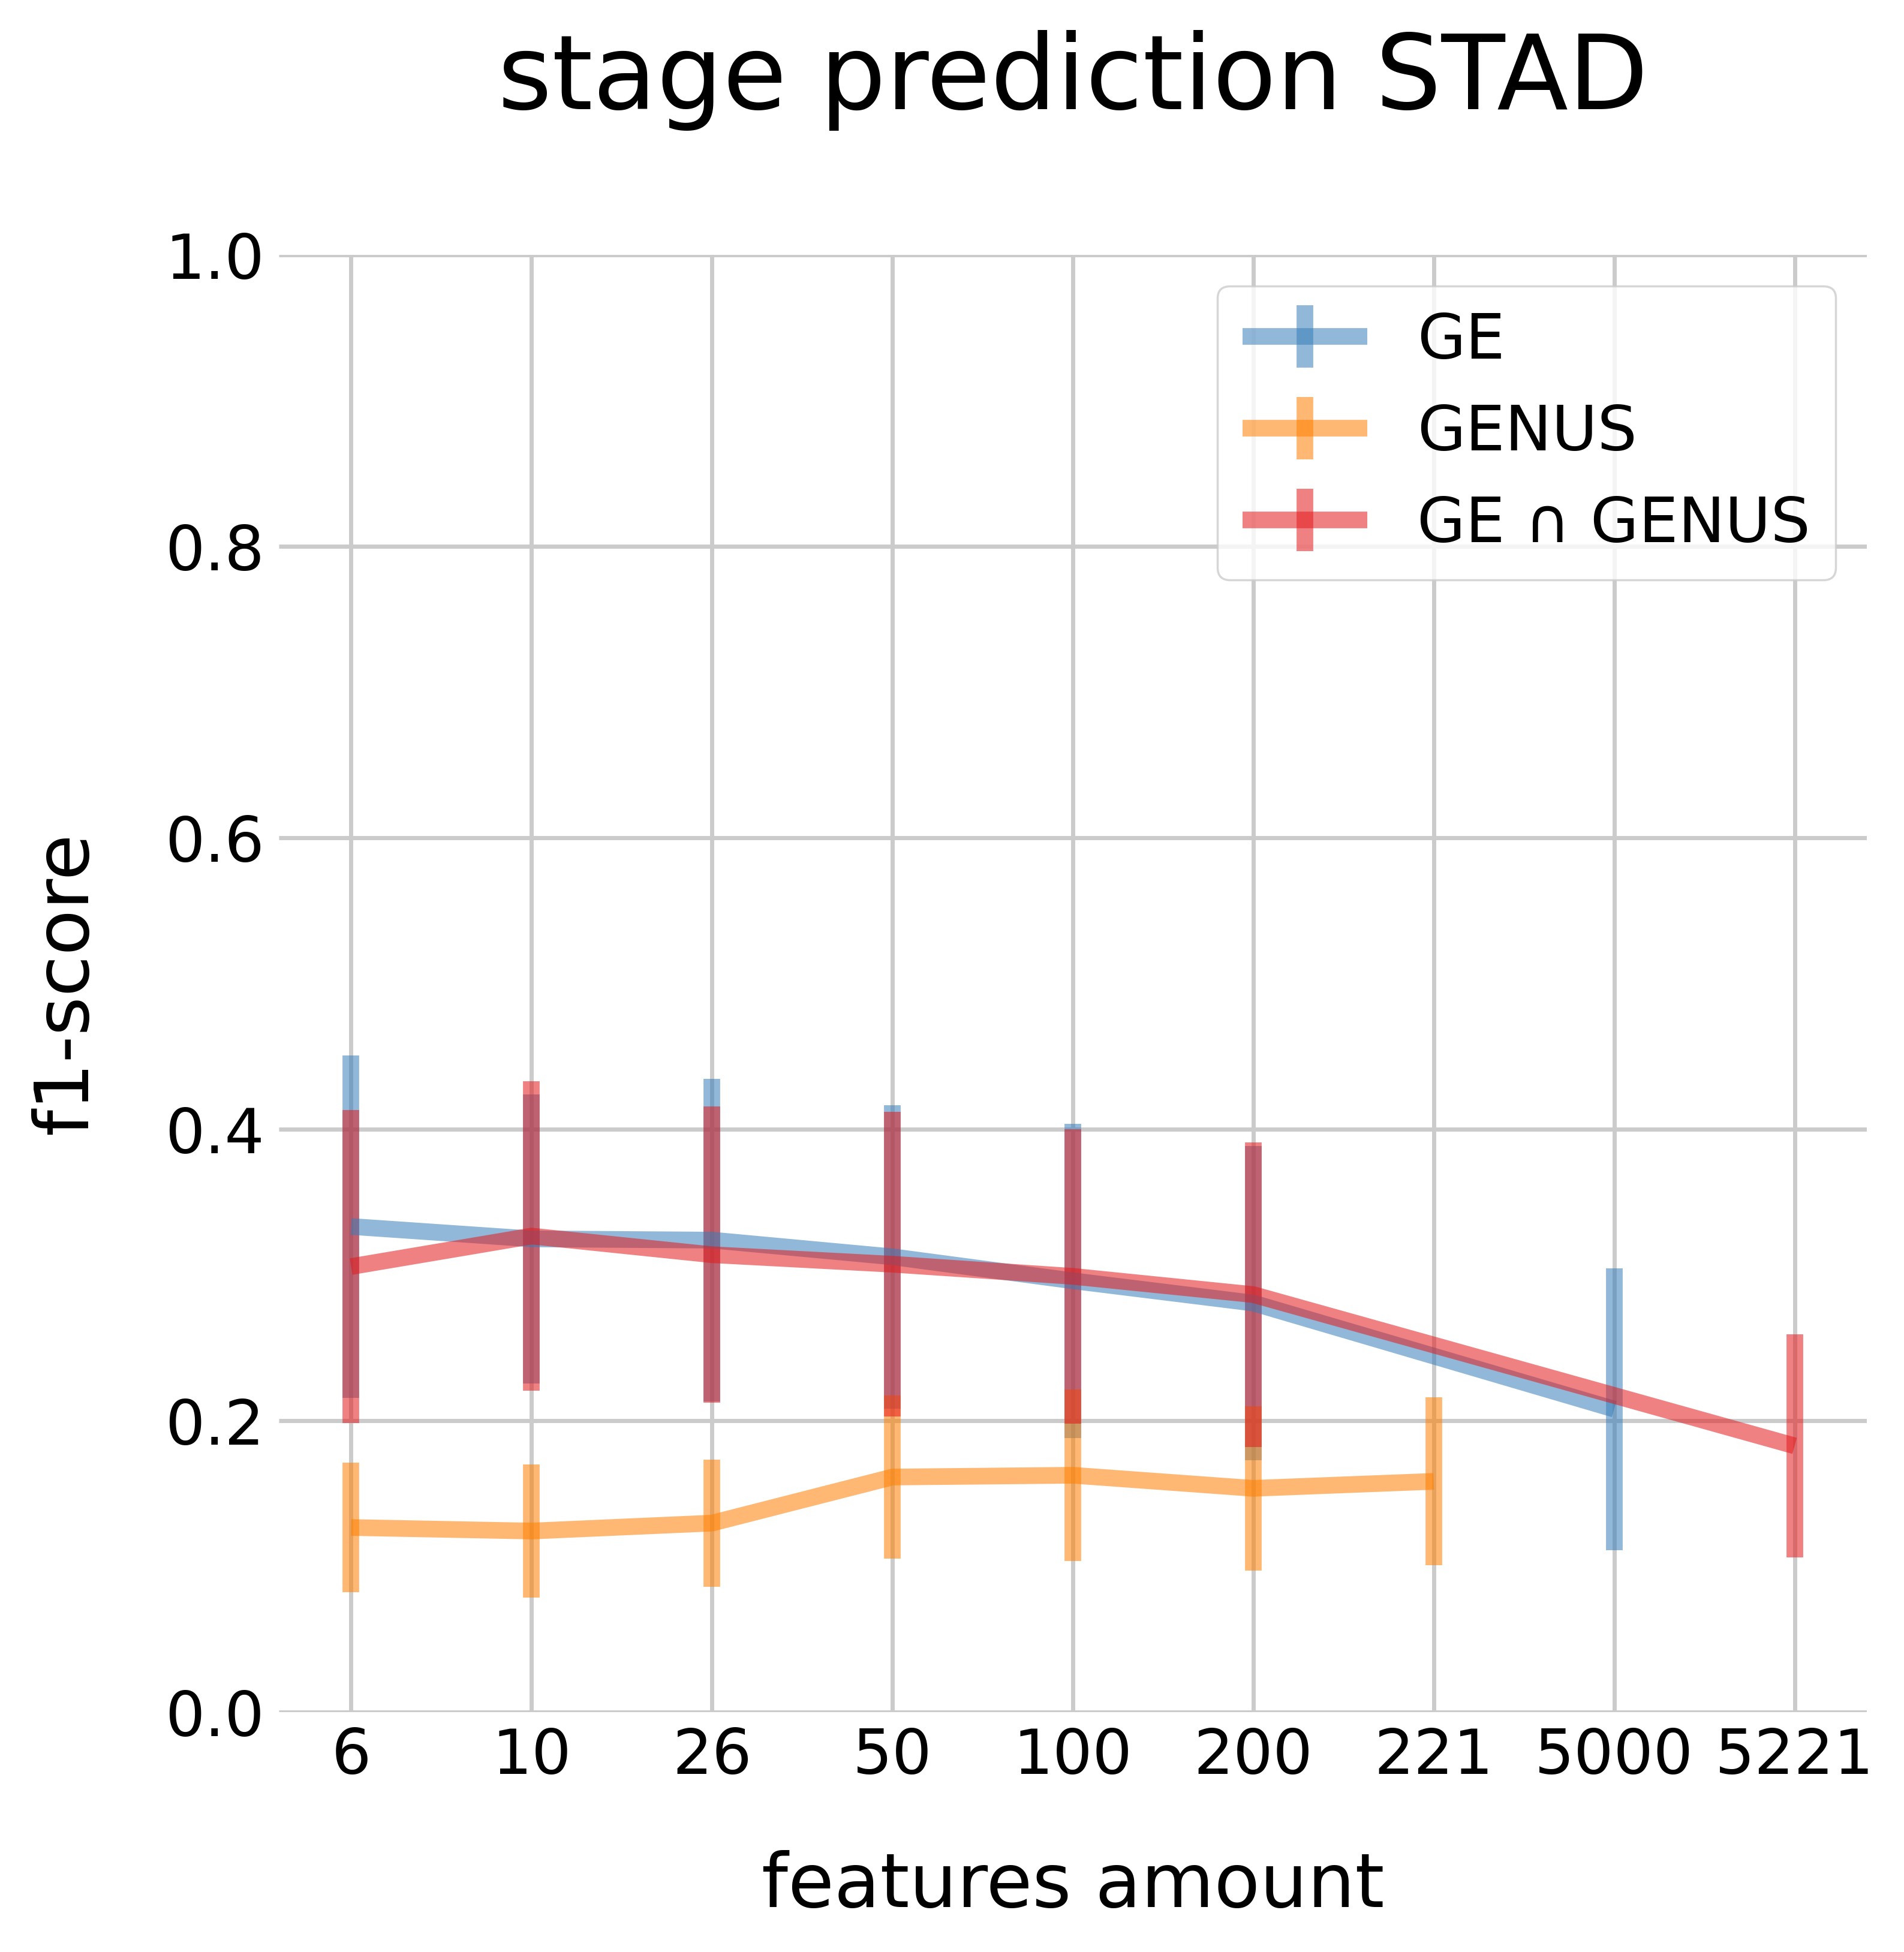 stage prediction STAD
1.0
0.8
0.6
0.4
0.2
0.0
f1-score
GE
GENUS
GE ∩ GENUS
6 10 26 50 100 200 221 5000 5221
features amount